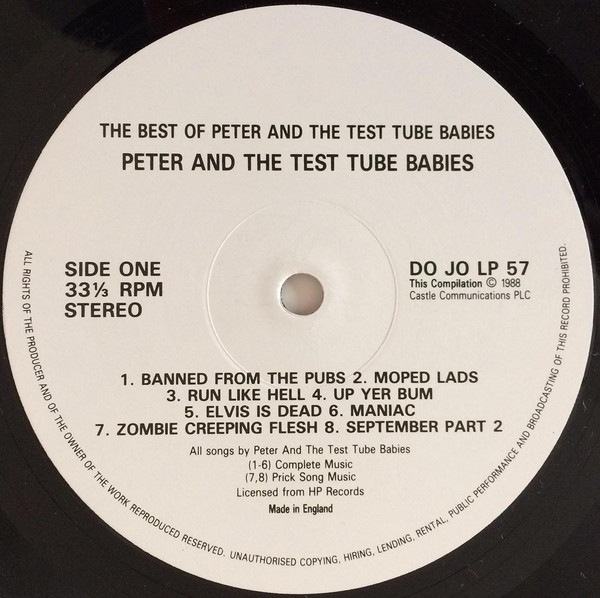 THE BEST OF PETER AND THE TEST TUBE BABIES
PETER AND THE TEST TUBE BABIES
SIDE ONE
33⅓ RPM
STEREO
DO JO LP 57
This Compilation © 1988
Castle Communications PLC
1. BANNED FROM THE PUBS 2. MOPED LADS
3. RUN LIKE HELL 4. UP YER BUM
5. ELVIS IS DEAD 6. MANIAC
7. ZOMBIE CREEPING FLESH 8. SEPTEMBER PART 2
All songs by Peter And The Test Tube Babies
(1-6) Complete Music
(7,8) Prick Song Music
Licensed from HP Records
Made in England
ALL RIGHTS OF THE PRODUCER AND OF THE OWNER OF THE WORK REPRODUCED RESERVED. UNAUTHORISED COPYING, HIRING, LENDING, RENTAL, PUBLIC PERFORMANCE AND BROADCASTING OF THIS RECORD PROHIBITED.